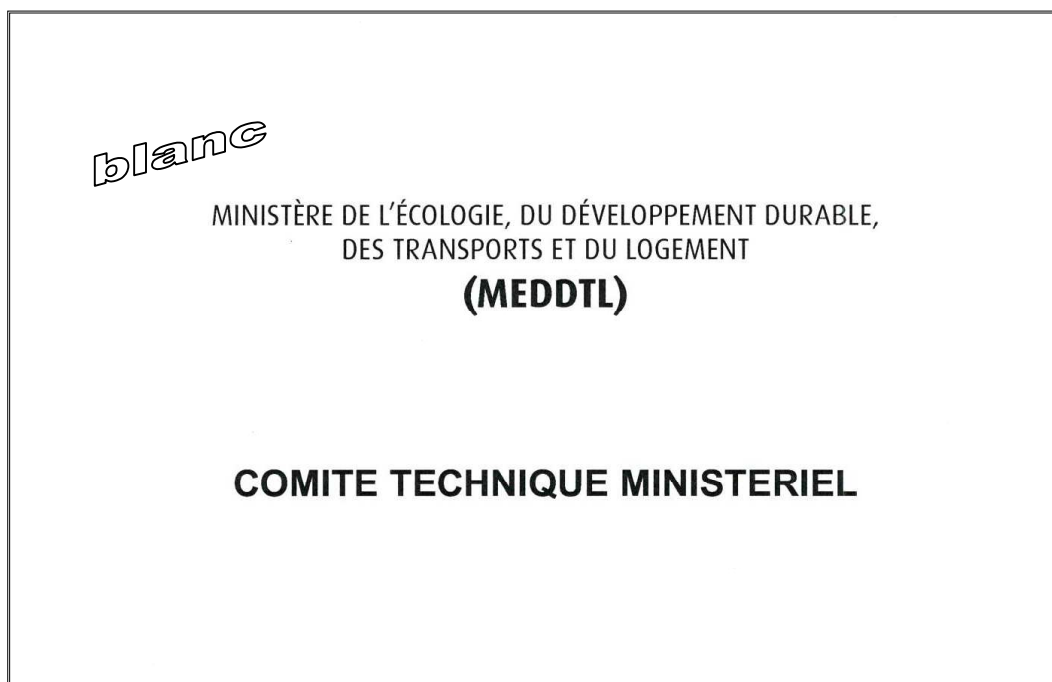 blanc
MINISTÈRE DE L'ÉCOLOGIE, DU DÉVELOPPEMENT DURABLE,
DES TRANSPORTS ET DU LOGEMENT
(MEDDTL)
COMITE TECHNIQUE MINISTERIEL